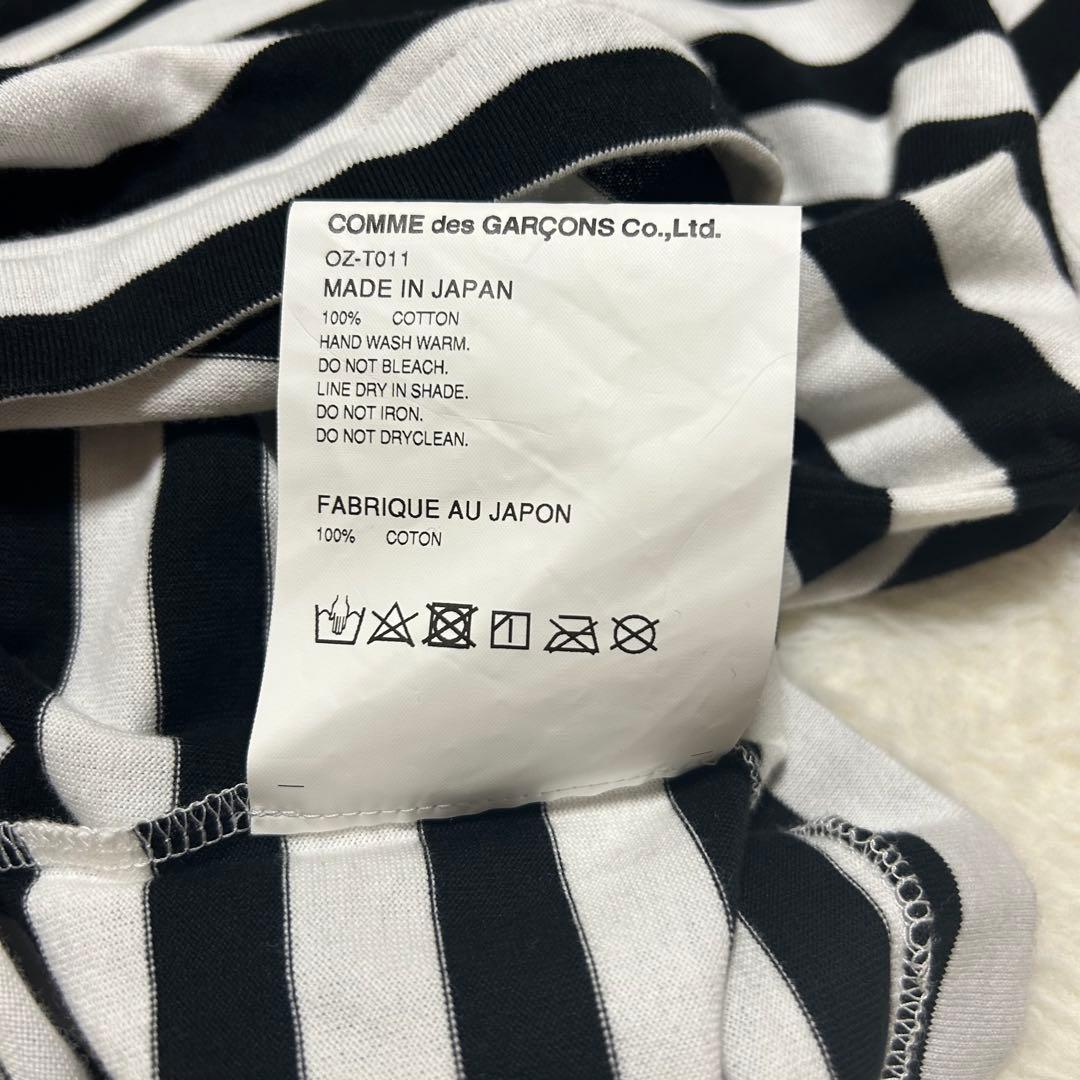 COMME des GARÇONS Co.,Ltd.
OZ-T011
MADE IN JAPAN
100% COTTON
HAND WASH WARM.
DO NOT BLEACH.
LINE DRY IN SHADE.
DO NOT IRON.
DO NOT DRYCLEAN.
FABRIQUE AU JAPON
100% COTON